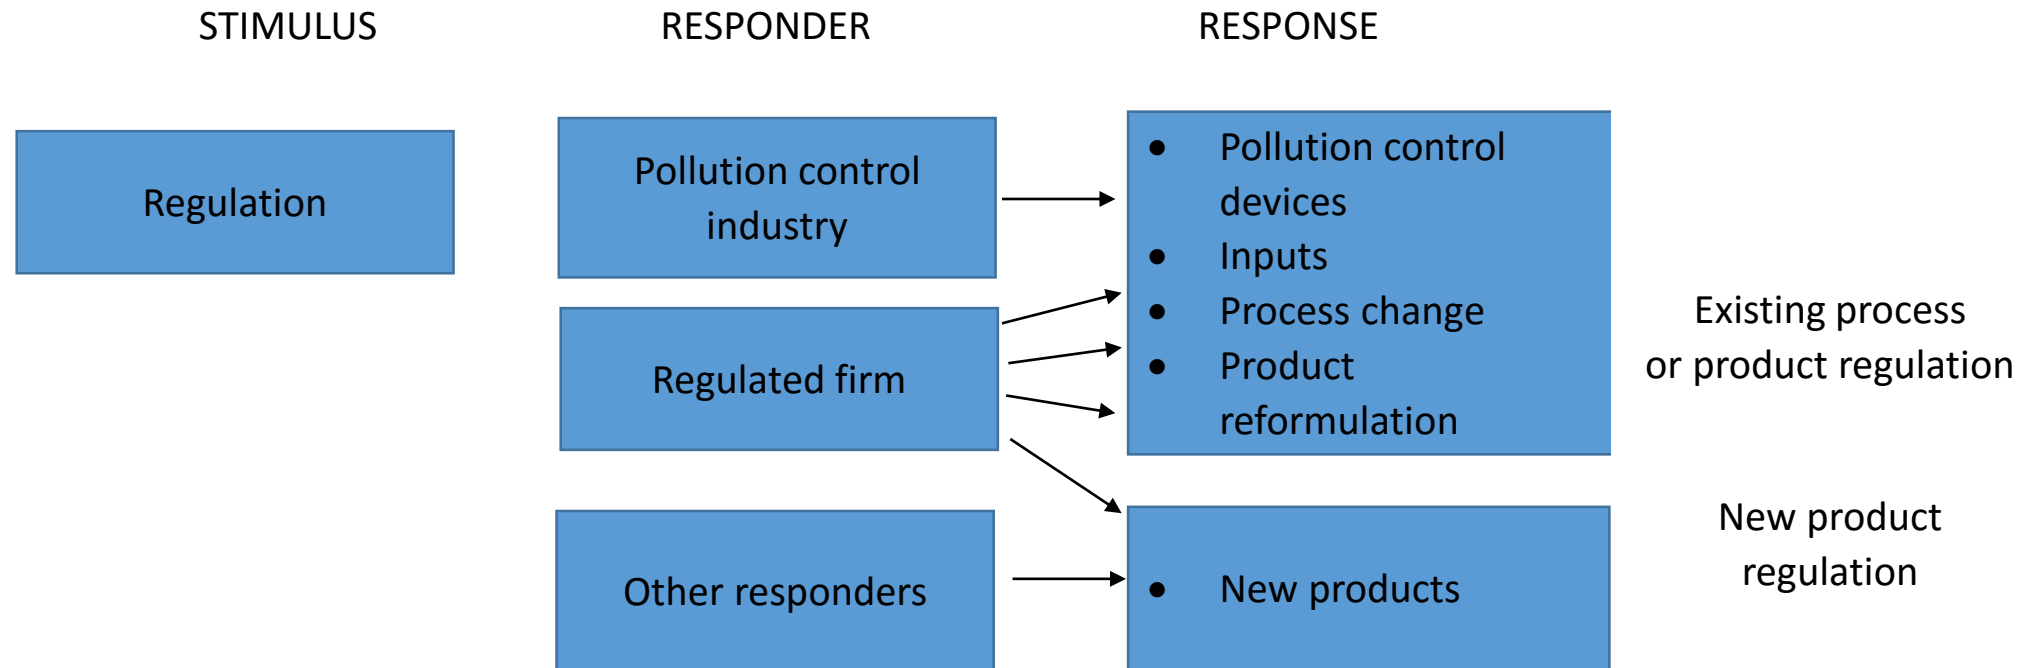 STIMULUS
RESPONDER
RESPONSE
Regulation
Pollution control
industry
Regulated firm
Other responders
• Pollution control
devices
• Inputs
• Process change
• Product
reformulation
• New products
Existing process
or product regulation
New product
regulation